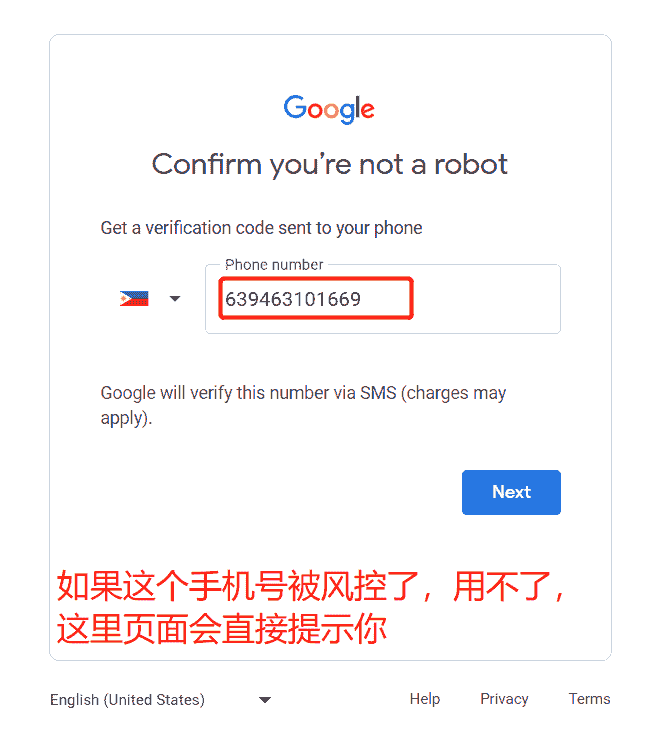 Google
Confirm you're not a robot
Get a verification code sent to your phone
Phone number
639463101669
Google will verify this number via SMS (charges may
apply).
Next
如果这个手机号被风控了，用不了，
这里页面会直接提示你
English (United States)
Help
Privacy
Terms